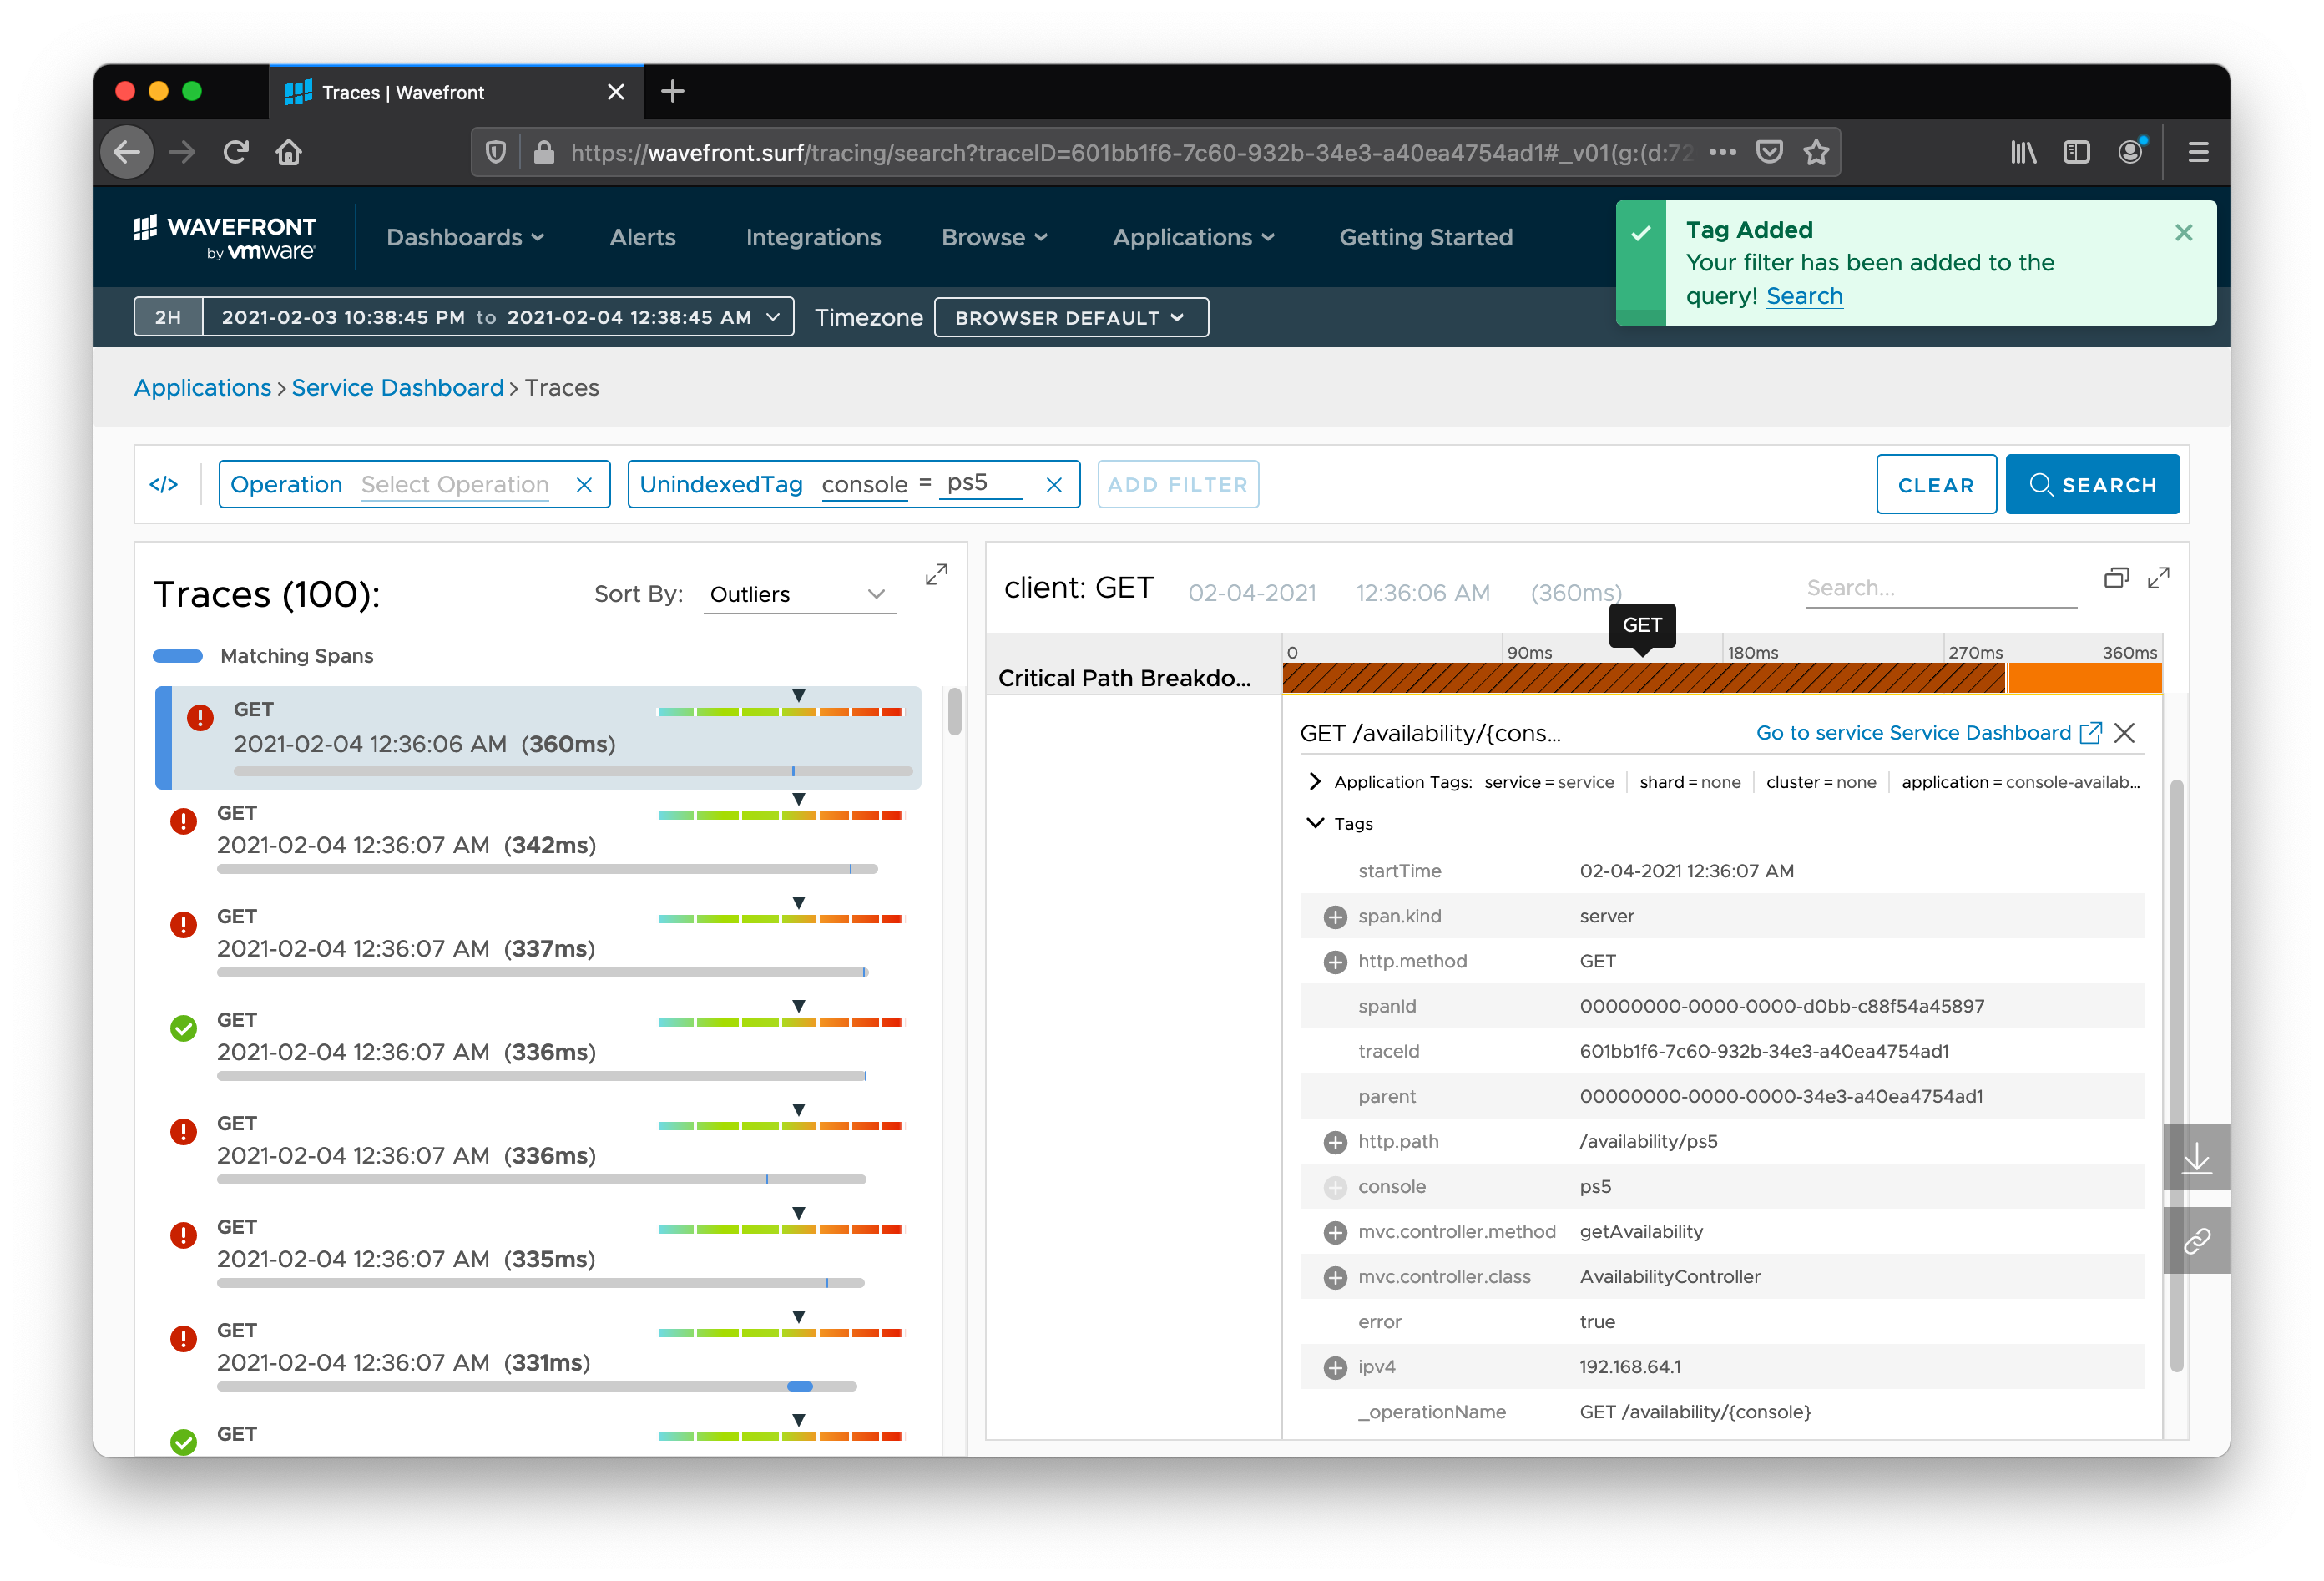 Traces | Wavefront
https://wavefront.surf/tracing/search?traceID=601bb1f6-7c60-932b-34e3-a40ea4754ad1#_v01(g:(d:72
WAVEFRONT
by vmware
Dashboards
Alerts
Integrations
Browse
Applications
Getting Started
Tag Added
Your filter has been added to the
query! Search
2H
2021-02-03 10:38:45 PM to 2021-02-04 12:38:45 AM
Timezone
BROWSER DEFAULT
Applications > Service Dashboard > Traces
</>
Operation Select Operation
UnindexedTag console = ps5
ADD FILTER
CLEAR
SEARCH
Traces (100):
Sort By: Outliers
Matching Spans
GET
2021-02-04 12:36:06 AM (360ms)
GET
2021-02-04 12:36:07 AM (342ms)
GET
2021-02-04 12:36:07 AM (337ms)
GET
2021-02-04 12:36:07 AM (336ms)
GET
2021-02-04 12:36:07 AM (336ms)
GET
2021-02-04 12:36:07 AM (335ms)
GET
2021-02-04 12:36:07 AM (331ms)
GET
client: GET 02-04-2021 12:36:06 AM (360ms)
Search...
GET
0 90ms 180ms 270ms 360ms
Critical Path Breakdo...
GET /availability/{cons...
Go to service Service Dashboard
Application Tags: service = service shard = none cluster = none application = console-availab...
Tags
startTime 02-04-2021 12:36:07 AM
span.kind server
http.method GET
spanId 00000000-0000-0000-d0bb-c88f54a45897
traceId 601bb1f6-7c60-932b-34e3-a40ea4754ad1
parent 00000000-0000-0000-34e3-a40ea4754ad1
http.path /availability/ps5
console ps5
mvc.controller.method getAvailability
mvc.controller.class AvailabilityController
error true
ipv4 192.168.64.1
_operationName GET /availability/{console}